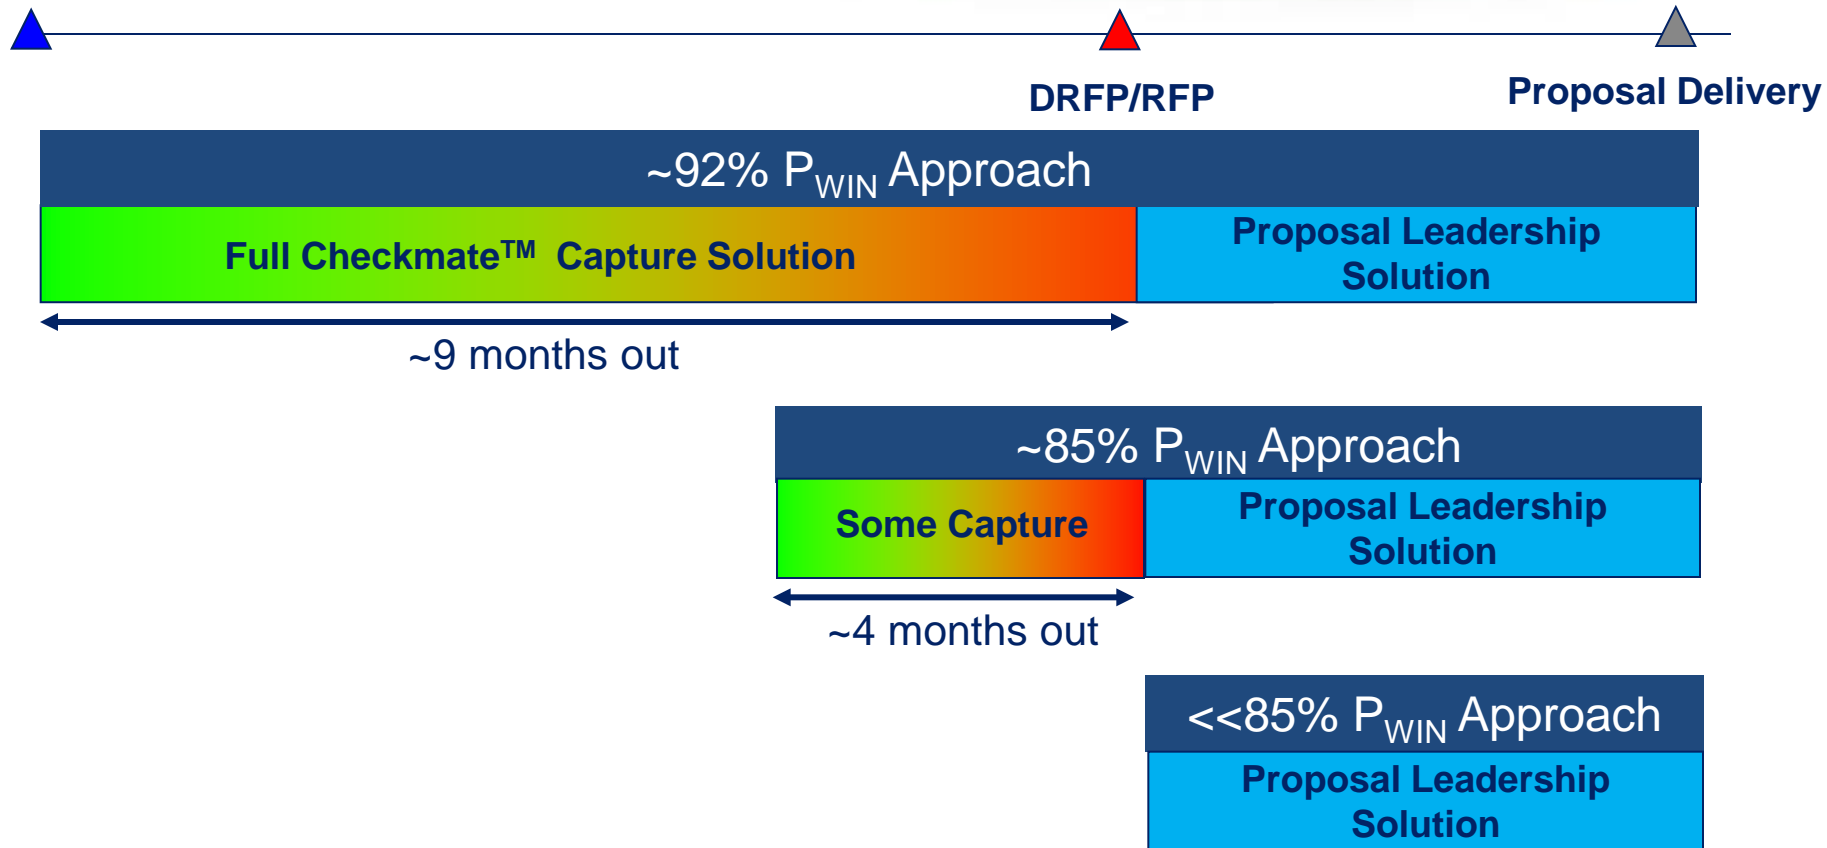 DRFP/RFP
Proposal Delivery
~92% PWIN Approach
Full Checkmate™ Capture Solution
Proposal Leadership
Solution
~9 months out
~85% PWIN Approach
Some Capture
Proposal Leadership
Solution
~4 months out
<<85% PWIN Approach
Proposal Leadership
Solution